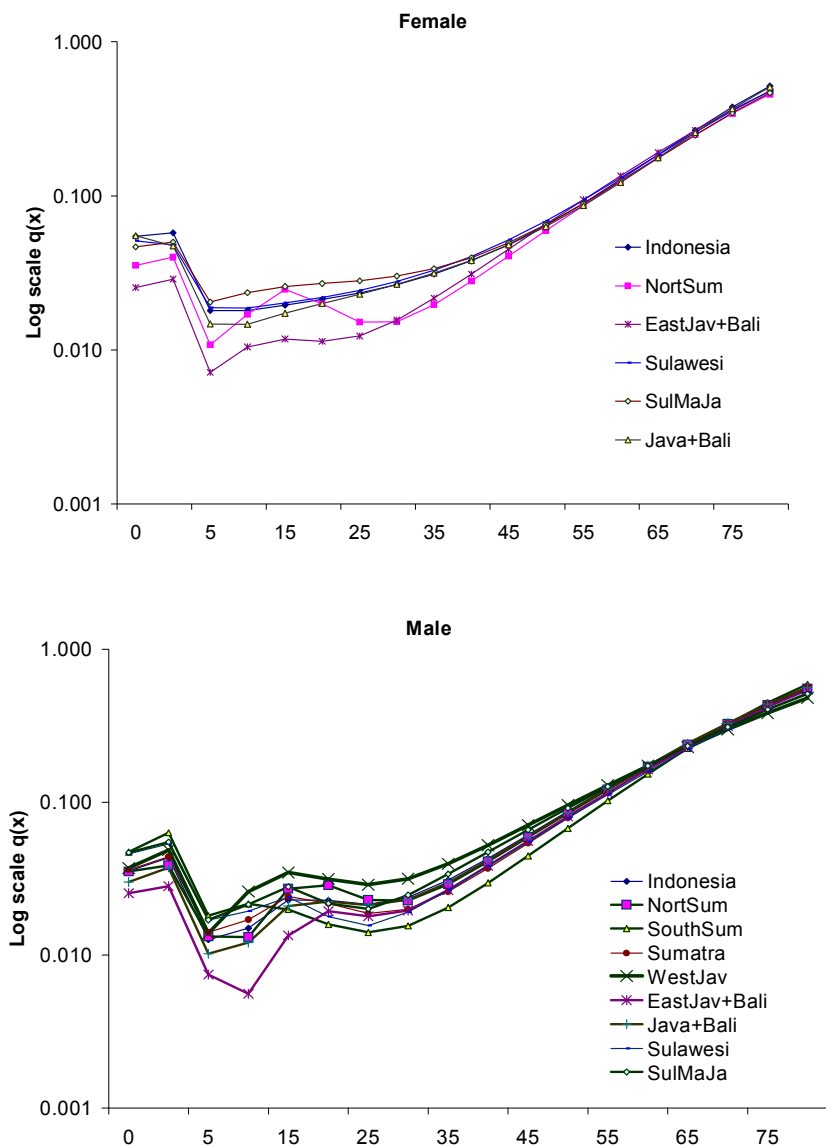 Female
Log scale q(x)
1.000
0.100
0.010
0.001
0 5 15 25 35 45 55 65 75
Indonesia
NortSum
EastJav+Bali
Sulawesi
SulMaJa
Java+Bali
Male
Log scale q(x)
1.000
0.100
0.010
0.001
0 5 15 25 35 45 55 65 75
Indonesia
NortSum
SouthSum
Sumatra
WestJav
EastJav+Bali
Java+Bali
Sulawesi
SulMaJa